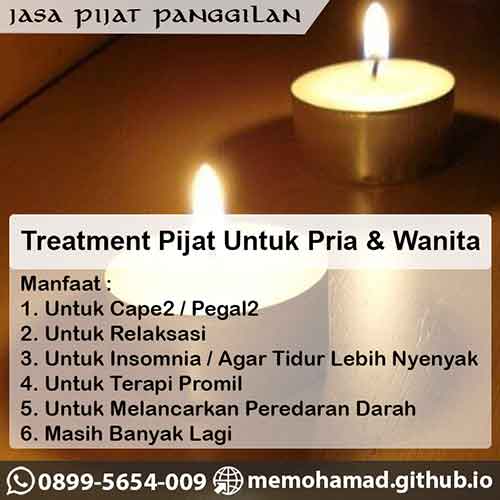 JASA PIJAT PANGGILAN
Treatment Pijat Untuk Pria & Wanita
Manfaat :
1. Untuk Cape2 / Pegal2
2. Untuk Relaksasi
3. Untuk Insomnia / Agar Tidur Lebih Nyenyak
4. Untuk Terapi Promil
5. Untuk Melancarkan Peredaran Darah
6. Masih Banyak Lagi
0899-5654-009 memohamad.github.io